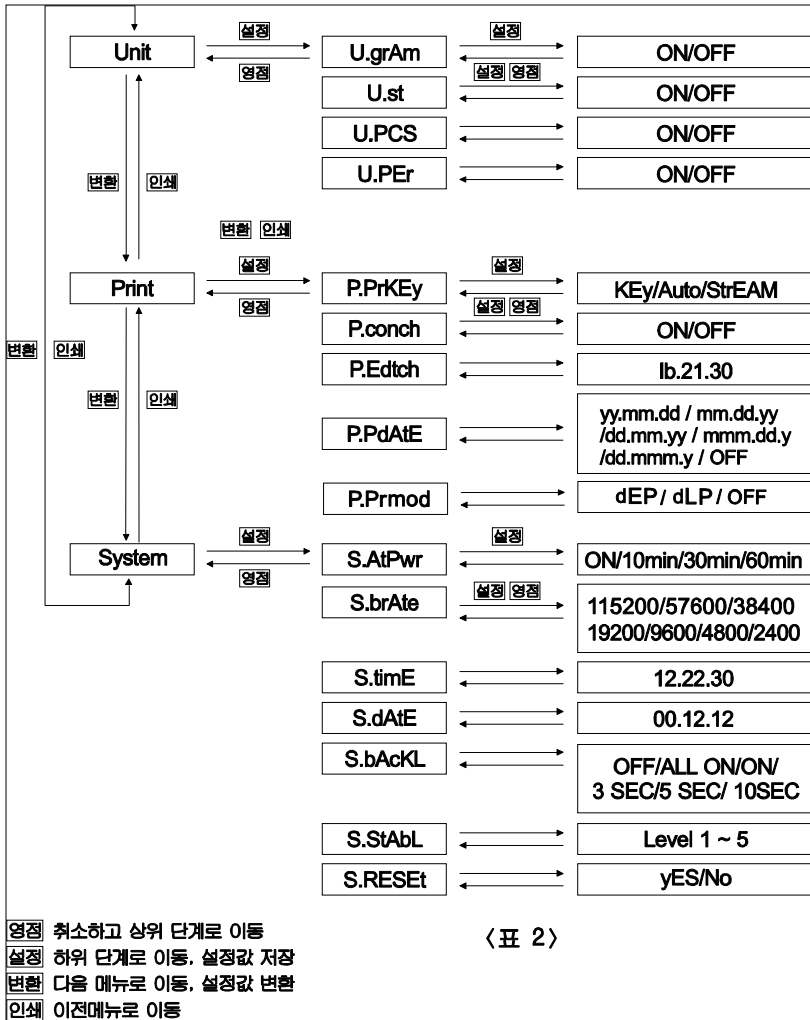 설정
설정
Unit
U.grAm
ON/OFF
영점
설정 영점
U.st
ON/OFF
U.PCS
ON/OFF
U.PEr
ON/OFF
변환 인쇄
변환 인쇄
설정
설정
Print
P.PrKEy
KEy/Auto/StrEAM
영점
설정 영점
P.conch
ON/OFF
변환 인쇄
P.Edtch
lb.21.30
변환 인쇄
P.PdAtE
yy.mm.dd / mm.dd.yy
/dd.mm.yy / mmm.dd.y
/dd.mmm.y / OFF
P.Prmod
dEP / dLP / OFF
설정
설정
System
S.AtPwr
ON/10min/30min/60min
영점
설정 영점
S.brAte
115200/57600/38400
19200/9600/4800/2400
S.timE
12.22.30
S.dAtE
00.12.12
S.bAcKL
OFF/ALL ON/ON/
3 SEC/5 SEC/ 10SEC
S.StAbL
Level 1 ~ 5
S.RESEt
yES/No
영점 취소하고 상위 단계로 이동
설정 하위 단계로 이동, 설정값 저장
변환 다음 메뉴로 이동, 설정값 변환
인쇄 이전메뉴로 이동
〈표 2〉